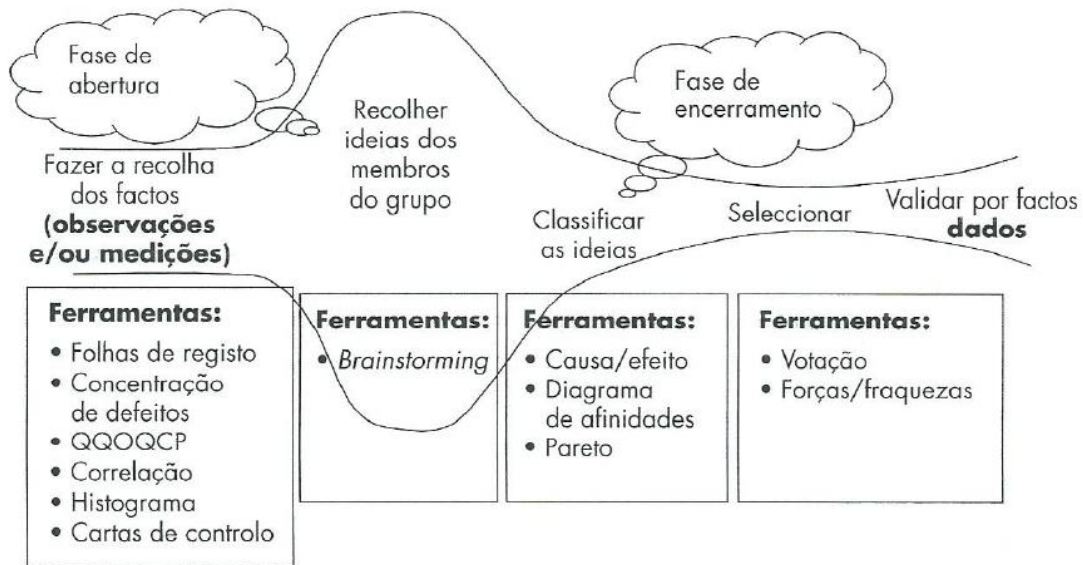 Fase de
abertura
Recolher
ideias dos
membros
do grupo
Fase de
encerramento
Fazer a recolha
dos factos
(observações
e/ou medições)
Classificar
as ideias
Seleccionar
Validar por factos
dados
Ferramentas:
• Folhas de registo
• Concentração
de defeitos
• QQOQCP
• Correlação
• Histograma
• Cartas de controlo
Ferramentas:
• Brainstorming
Ferramentas:
• Causa/efeito
• Diagrama
de afinidades
• Pareto
Ferramentas:
• Votação
• Forças/fraquezas